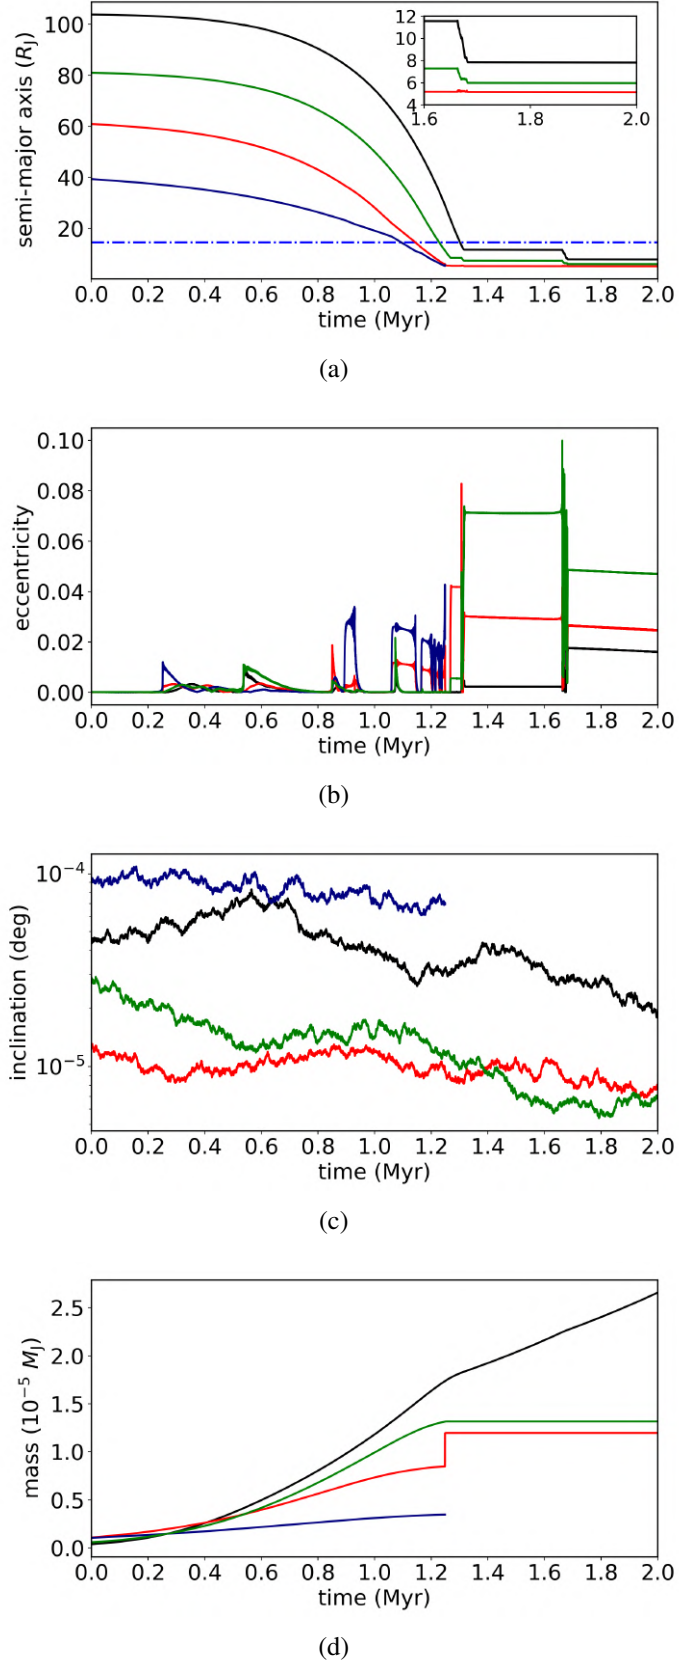 100
80
60
40
20
semi-major axis (R_J)
12
10
8
6
4
1.6 1.8 2.0
0.0 0.2 0.4 0.6 0.8 1.0 1.2 1.4 1.6 1.8 2.0
time (Myr)
(a)
0.10
0.08
0.06
0.04
0.02
0.00
eccentricity
0.0 0.2 0.4 0.6 0.8 1.0 1.2 1.4 1.6 1.8 2.0
time (Myr)
(b)
10⁻⁴
10⁻⁵
inclination (deg)
0.0 0.2 0.4 0.6 0.8 1.0 1.2 1.4 1.6 1.8 2.0
time (Myr)
(c)
2.5
2.0
1.5
1.0
0.5
0.0
mass (10⁻⁵ M_J)
0.0 0.2 0.4 0.6 0.8 1.0 1.2 1.4 1.6 1.8 2.0
time (Myr)
(d)